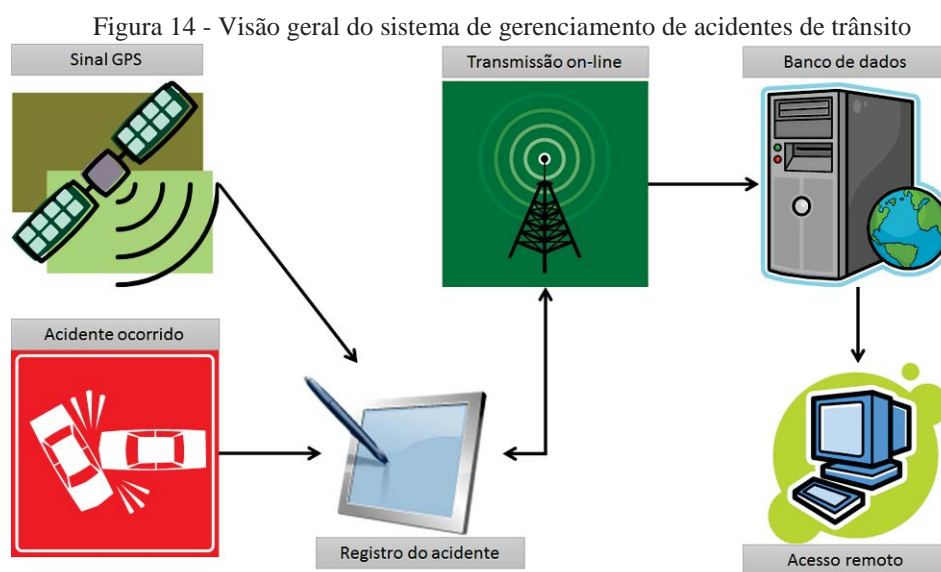 Figura 14 - Visão geral do sistema de gerenciamento de acidentes de trânsito
Sinal GPS
Transmissão on-line
Banco de dados
Acidente ocorrido
Registro do acidente
Acesso remoto